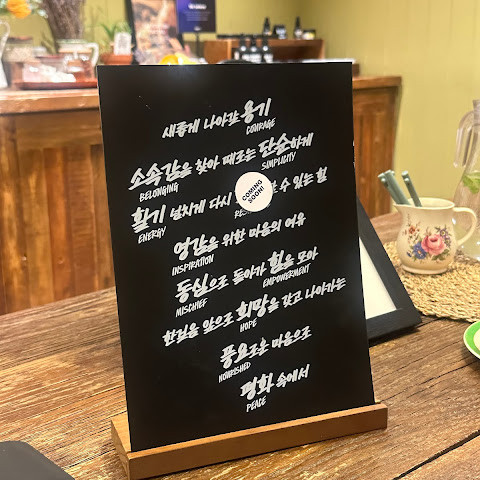 새롭게 나아갈 용기
COURAGE
소속감을 찾아 때로는 단순하게
BELONGING
SIMPLICITY
활기 넘치게 다시
수 있는 힘
ENERGY
COMING
SOON!
영감을 위한 마음의 여유
INSPIRATION
동심으로 돌아가 힘을 모아
MISCHIEF
EMPOWERMENT
한걸음 앞으로 희망을 갖고 나아가는
HOPE
풍요로운 마음으로
NOURISHED
평화 속에서
PEACE